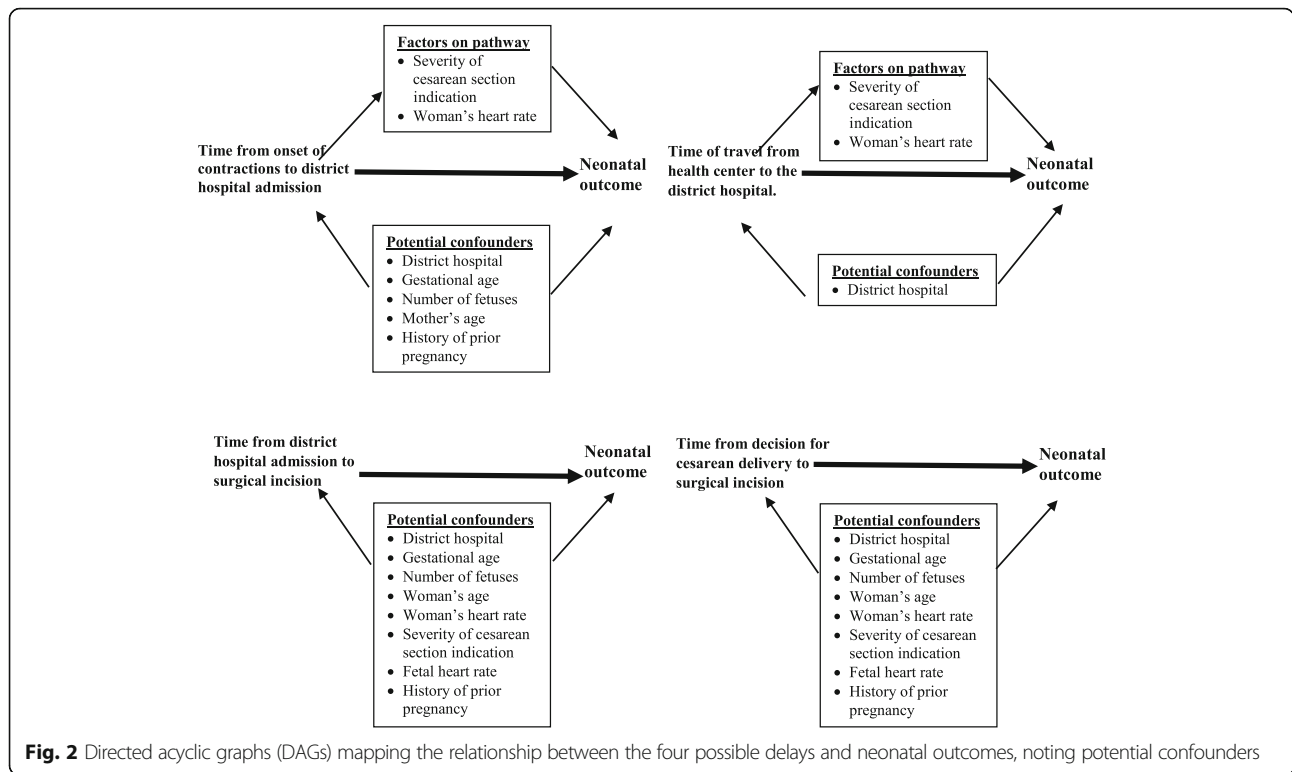 Factors on pathway
• Severity of
cesarean section
indication
• Woman's heart rate
Time from onset of
contractions to district
hospital admission
Neonatal
outcome
Potential confounders
• District hospital
• Gestational age
• Number of fetuses
• Mother's age
• History of prior
pregnancy
Factors on pathway
• Severity of
cesarean section
indication
• Woman's heart rate
Time of travel from
health center to the
district hospital.
Neonatal
outcome
Potential confounders
• District hospital
Time from district
hospital admission to
surgical incision
Neonatal
outcome
Potential confounders
• District hospital
• Gestational age
• Number of fetuses
• Woman's age
• Woman's heart rate
• Severity of cesarean
section indication
• Fetal heart rate
• History of prior
pregnancy
Time from decision for
cesarean delivery to
surgical incision
Neonatal
outcome
Potential confounders
• District hospital
• Gestational age
• Number of fetuses
• Woman's age
• Woman's heart rate
• Severity of cesarean
section indication
• Fetal heart rate
• History of prior
pregnancy
Fig. 2 Directed acyclic graphs (DAGs) mapping the relationship between the four possible delays and neonatal outcomes, noting potential confounders